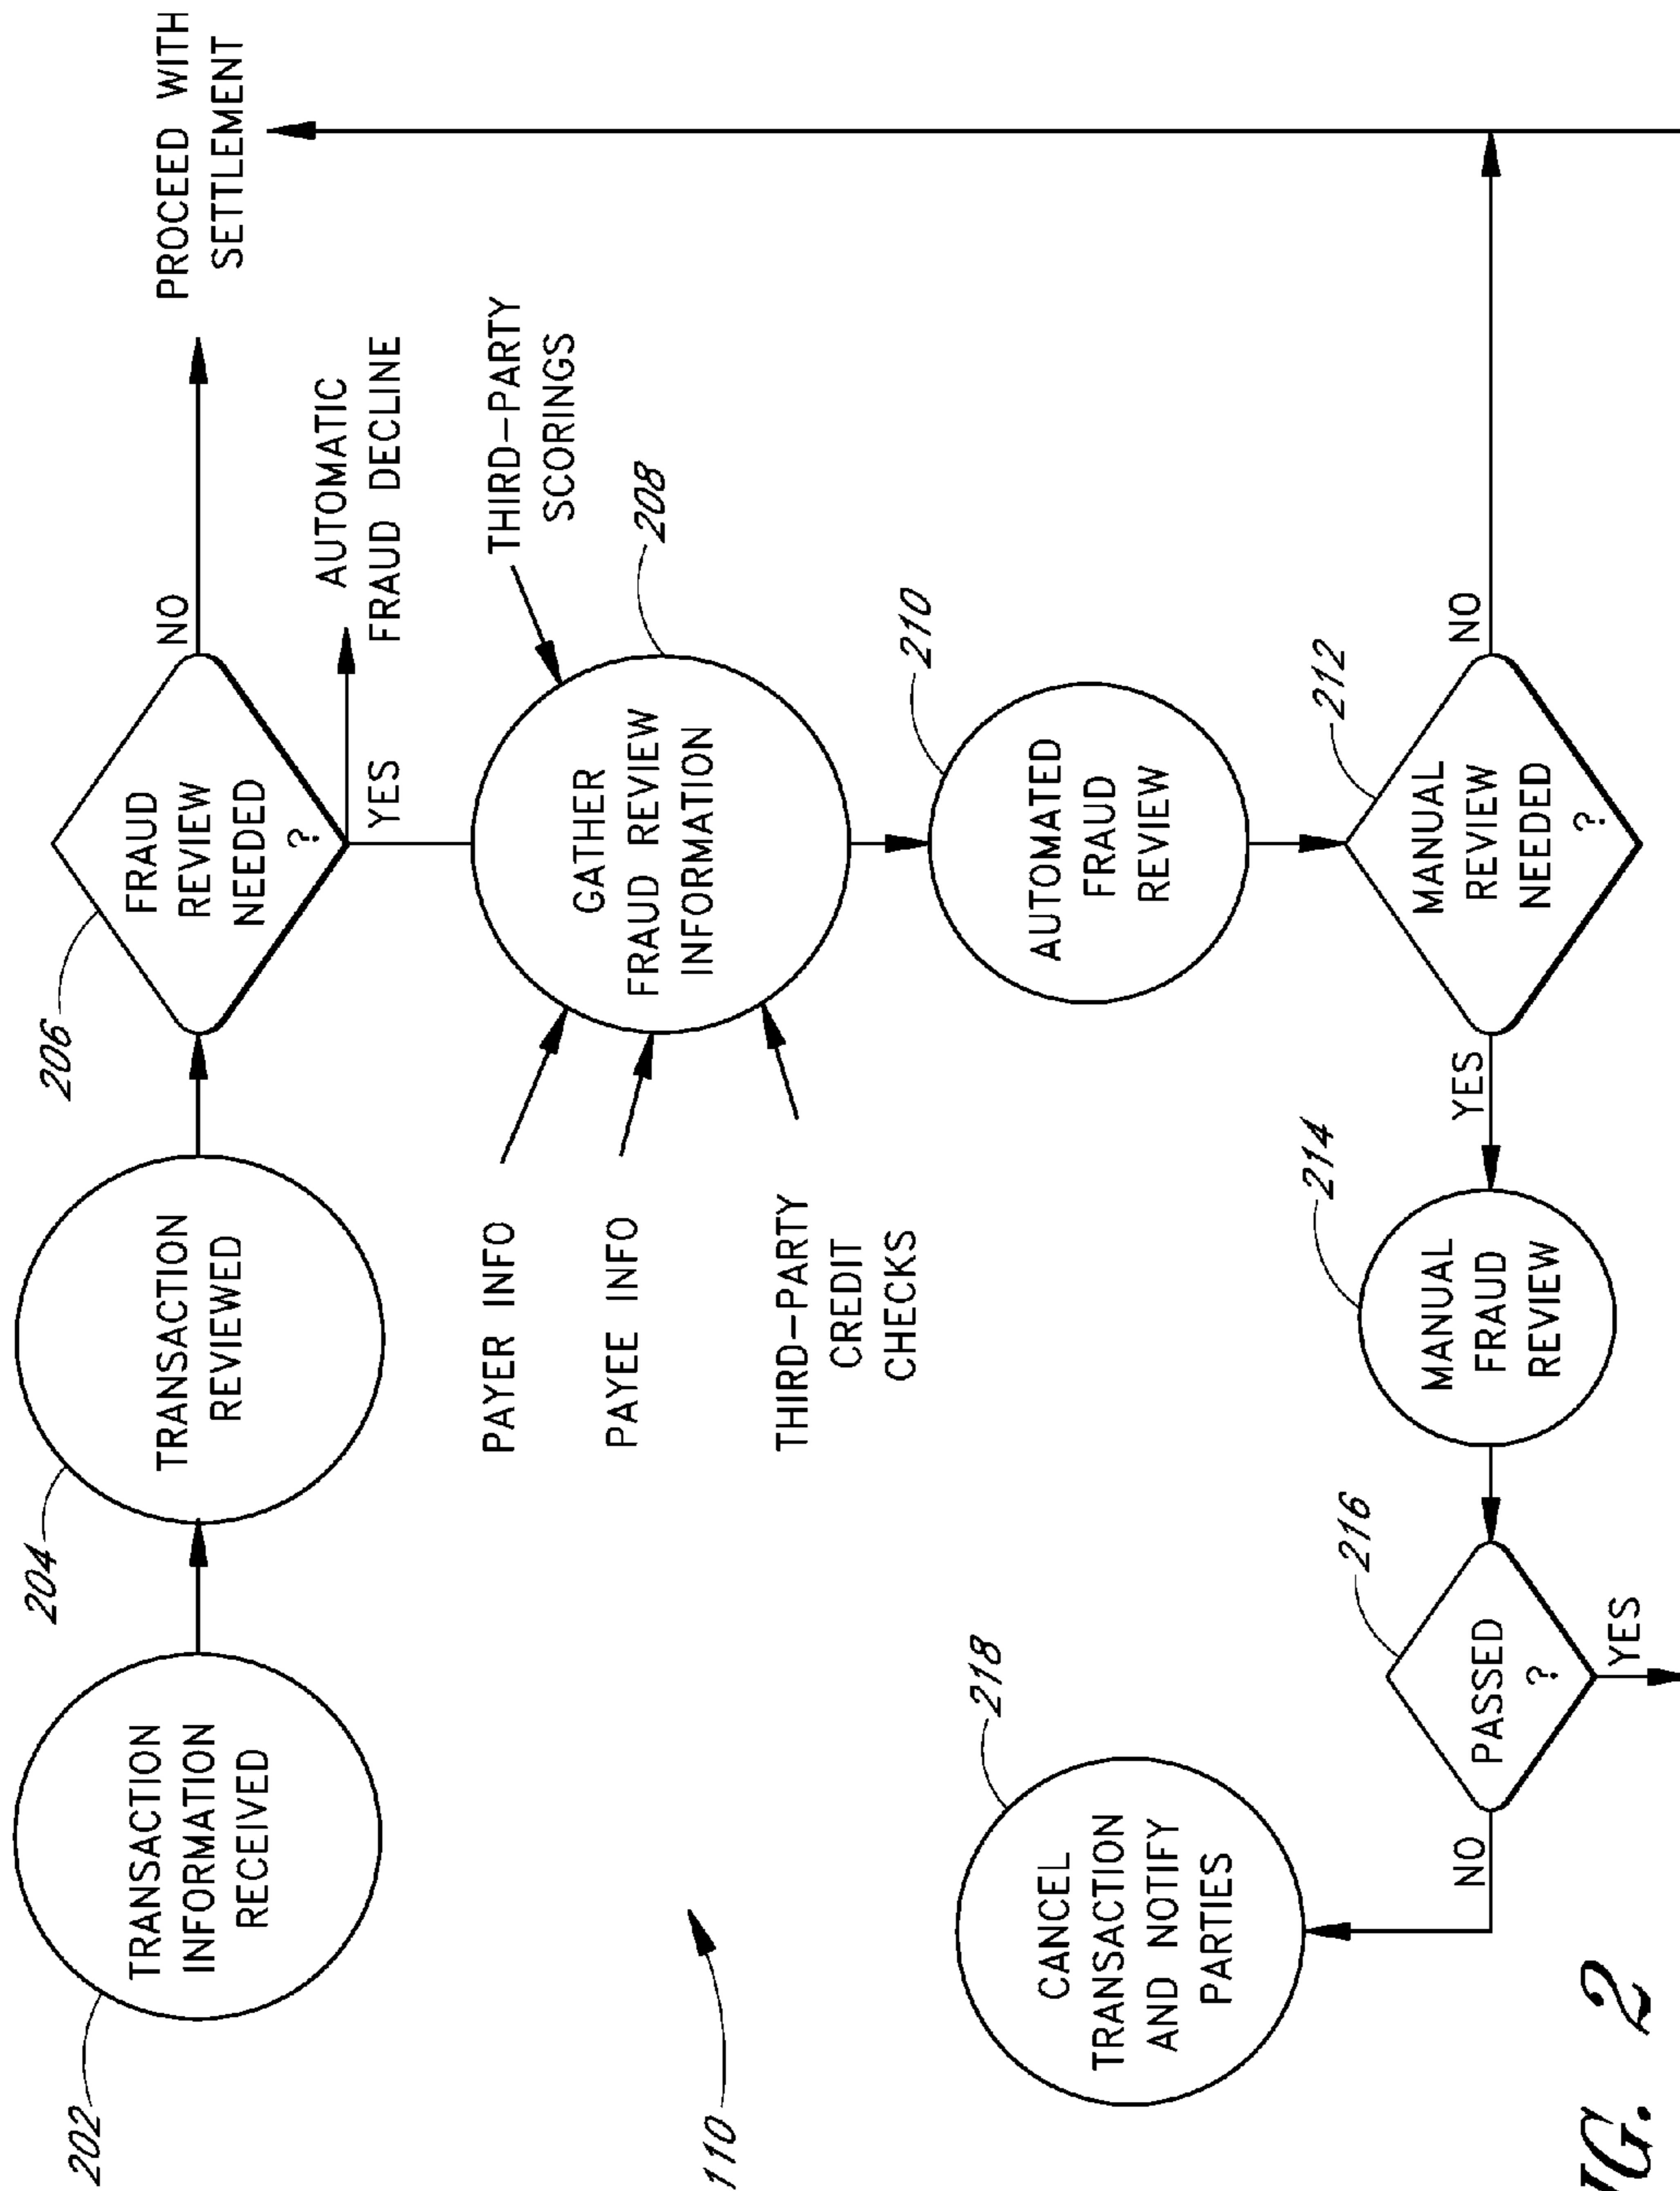 202
TRANSACTION
INFORMATION
RECEIVED
204
TRANSACTION
REVIEWED
206
FRAUD
REVIEW
NEEDED
?
NO
PROCEED WITH
SETTLEMENT
YES
AUTOMATIC
FRAUD DECLINE
PAYER INFO
PAYEE INFO
THIRD-PARTY
CREDIT
CHECKS
THIRD-PARTY
SCORINGS
208
GATHER
FRAUD REVIEW
INFORMATION
110
210
AUTOMATED
FRAUD
REVIEW
218
CANCEL
TRANSACTION
AND NOTIFY
PARTIES
212
MANUAL
REVIEW
NEEDED
?
NO
YES
214
MANUAL
FRAUD
REVIEW
216
PASSED
?
NO
YES
2